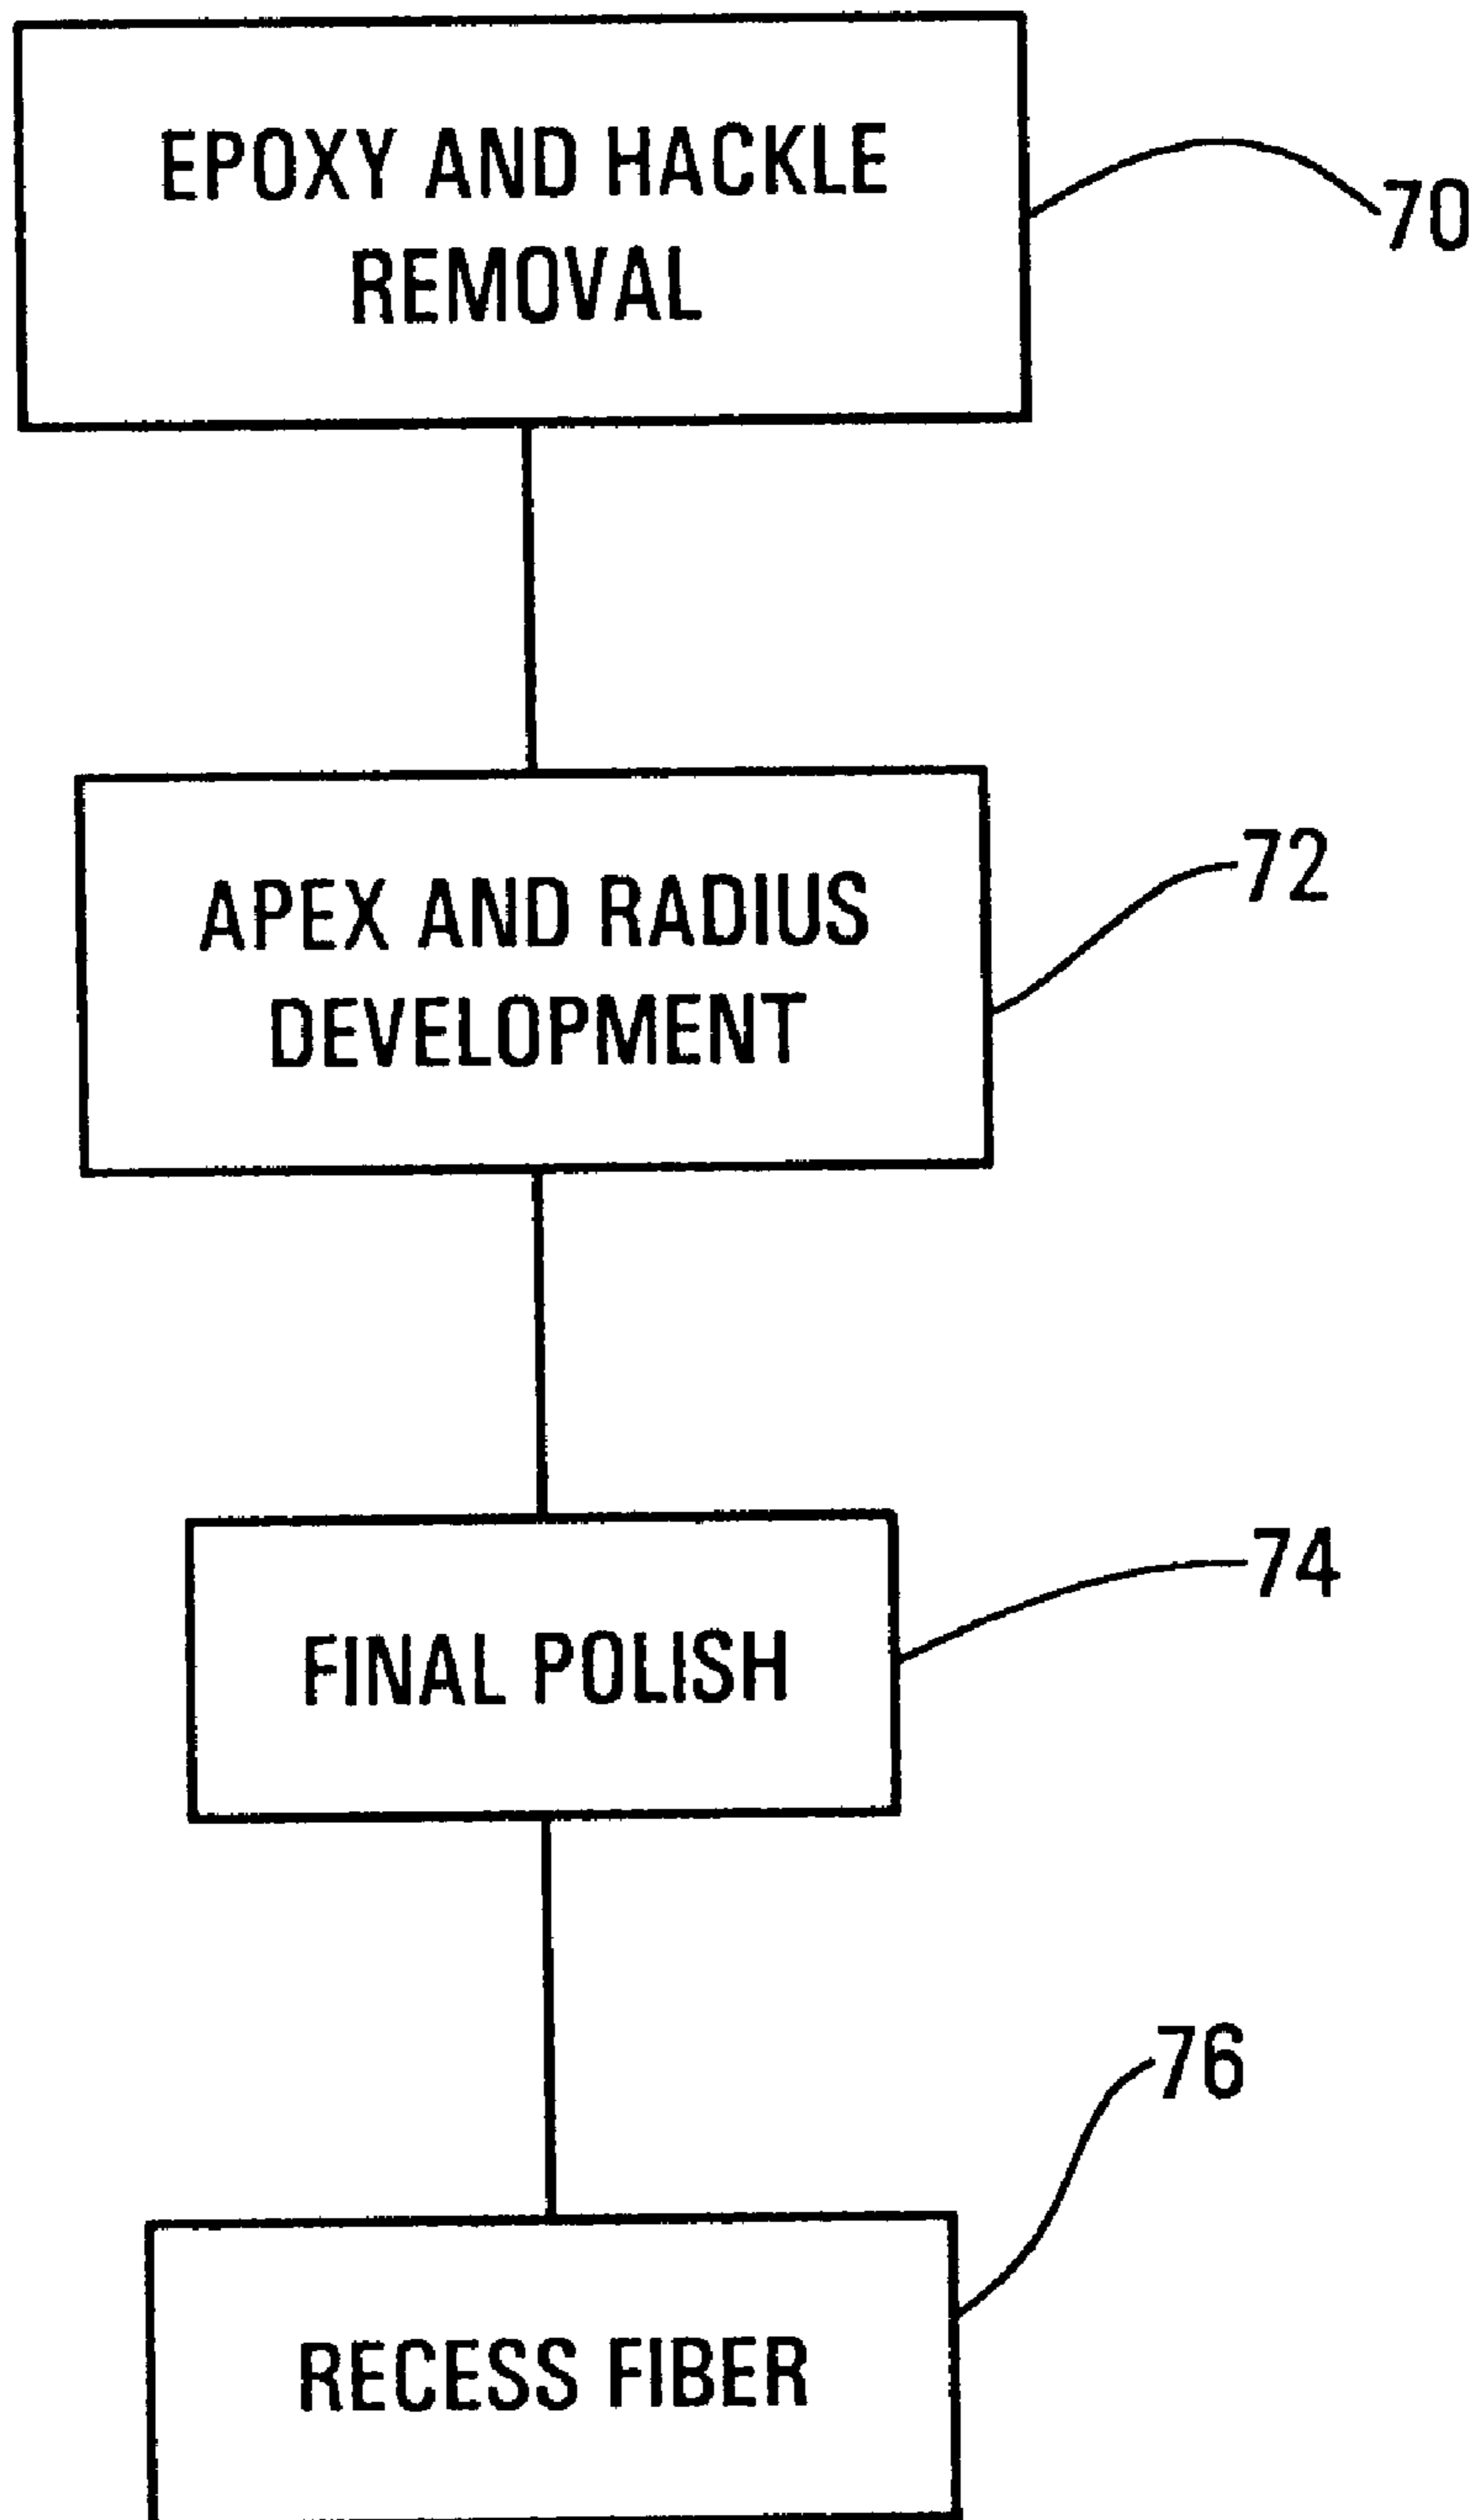 EPOXY AND HACKLE
REMOVAL
70
APEX AND RADIUS
DEVELOPMENT
72
FINAL POLISH
74
76
RECESS FIBER